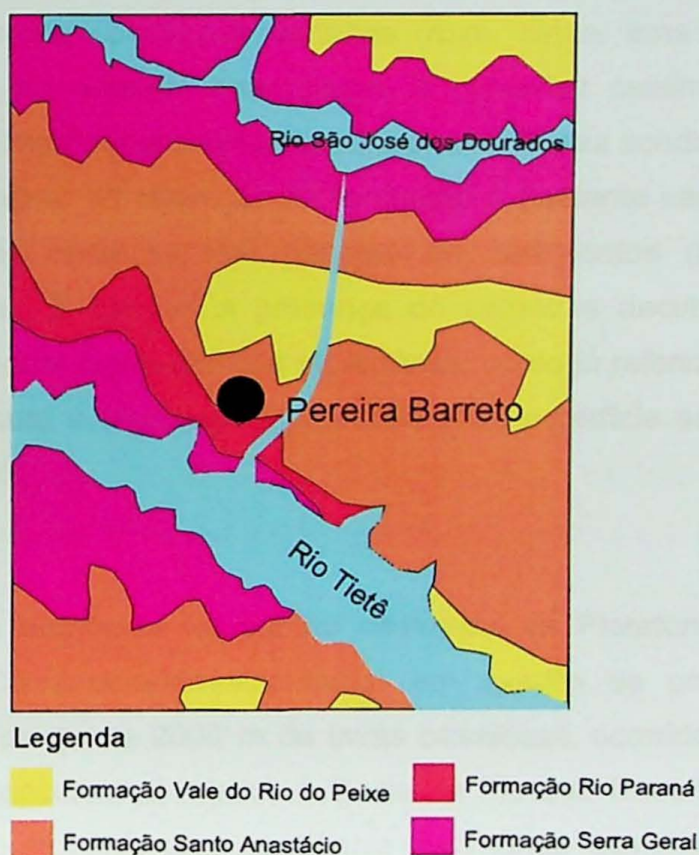 Rio São José dos Dourados
Pereira Barreto
Rio Tietê
Legenda
Formação Vale do Rio do Peixe
Formação Rio Paraná
Formação Santo Anastácio
Formação Serra Geral